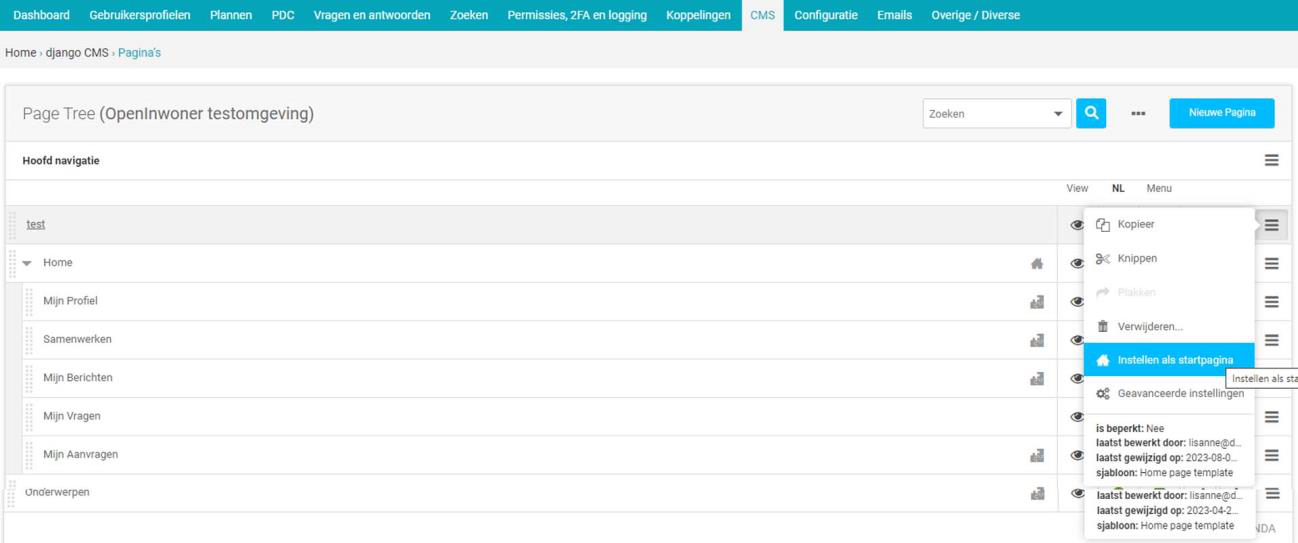 Dashboard Gebruikersprofielen Plannen PDC Vragen en antwoorden Zoeken Permissies, 2FA en logging Koppelingen CMS Configuratie Emails Overige / Diverse
Home › django CMS › Pagina's
Page Tree (OpenInwoner testomgeving) Zoeken Nieuwe Pagina
Hoofd navigatie
View NL Menu
test
Home
Mijn Profiel
Samenwerken
Mijn Berichten
Mijn Vragen
Mijn Aanvragen
Onderwerpen
Kopieer
Knippen
Plakken
Verwijderen...
Instellen als startpagina
Instellen als sta
Geavanceerde instellingen
is beperkt: Nee
laatst bewerkt door: lisanne@d...
laatst gewijzigd op: 2023-08-0...
sjabloon: Home page template
laatst bewerkt door: lisanne@d...
laatst gewijzigd op: 2023-04-2...
sjabloon: Home page template
NDA